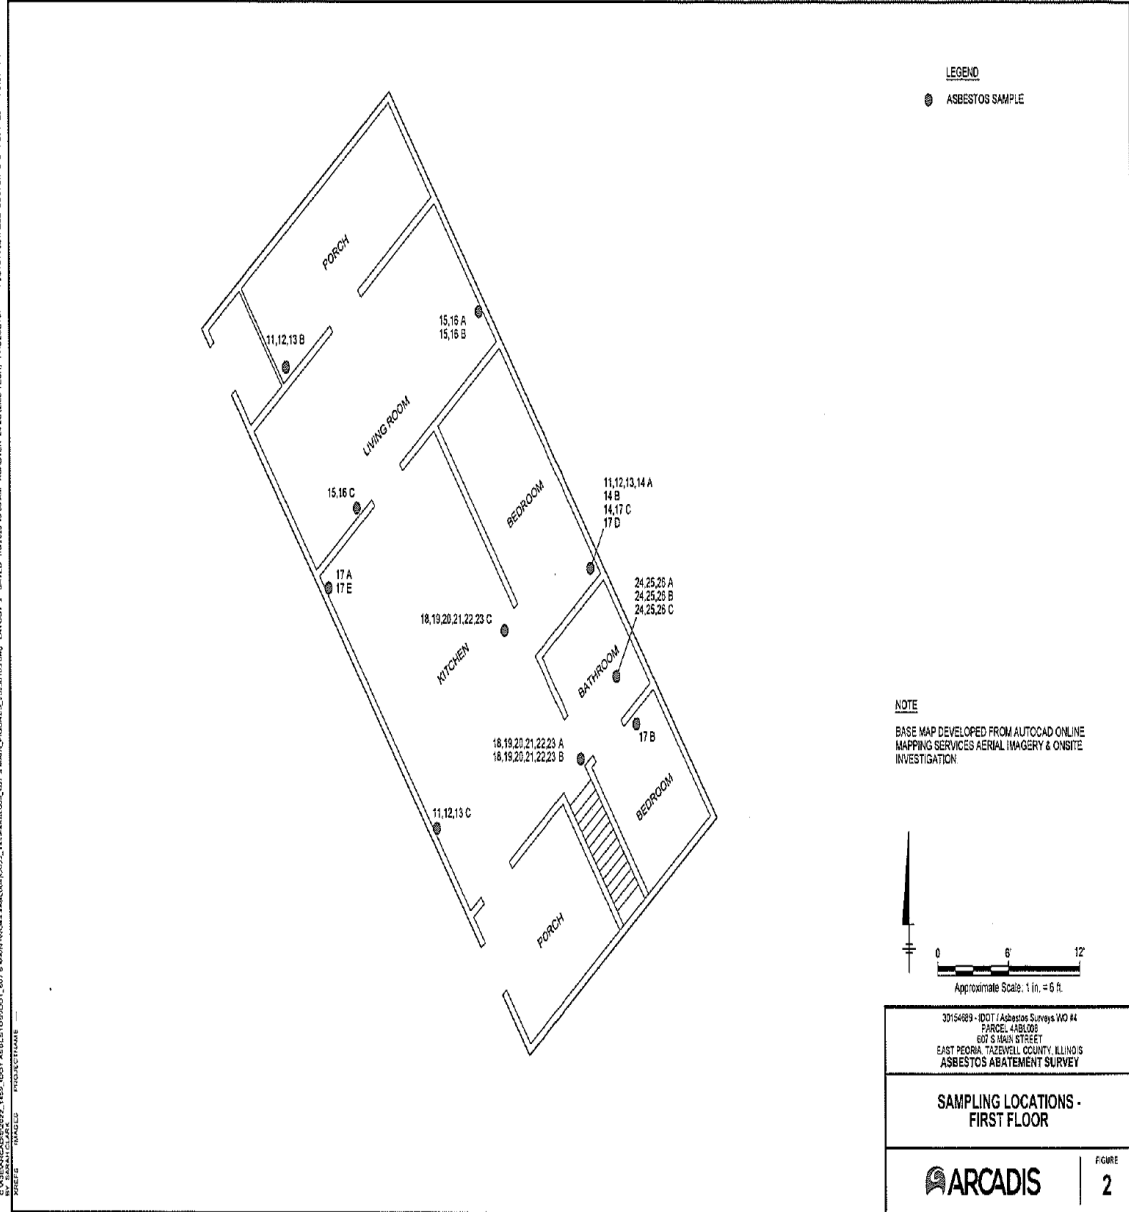 LEGEND
ASBESTOS SAMPLE
PORCH
15,16 A
15,16 B
11,12,13 B
LIVING ROOM
15,16 C
BEDROOM
11,12,13,14 A
14 B
14,17 C
17 D
17 A
17 E
24,25,26 A
24,25,26 B
24,25,26 C
18,19,20,21,22,23 C
KITCHEN
BATHROOM
17 B
18,19,20,21,22,23 A
18,19,20,21,22,23 B
BEDROOM
11,12,13 C
PORCH
NOTE
BASE MAP DEVELOPED FROM AUTOCAD ONLINE
MAPPING SERVICES AERIAL IMAGERY & ONSITE
INVESTIGATION
0 6' 12'
Approximate Scale: 1 in. = 6 ft.
30154689 - IDOT / Asbestos Surveys WO #4
PARCEL 4ABL008
607 S MAIN STREET
EAST PEORIA, TAZEWELL COUNTY, ILLINOIS
ASBESTOS ABATEMENT SURVEY
SAMPLING LOCATIONS -
FIRST FLOOR
ARCADIS
FIGURE
2
XREFS IMAGES PROJECTNAME